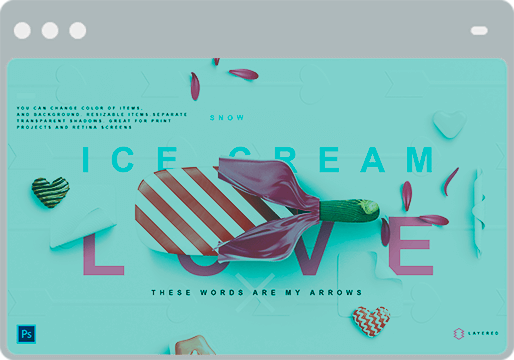 YOU CAN CHANGE COLOR OF ITEMS,
AND BACKGROUND. RESIZABLE ITEMS SEPARATE
TRANSPARENT SHADOWS. GREAT FOR PRINT
PROJECTS AND RETINA SCREENS
SNOW
ICE CREAM
LOVE
THESE WORDS ARE MY ARROWS
Ps
LAYERED